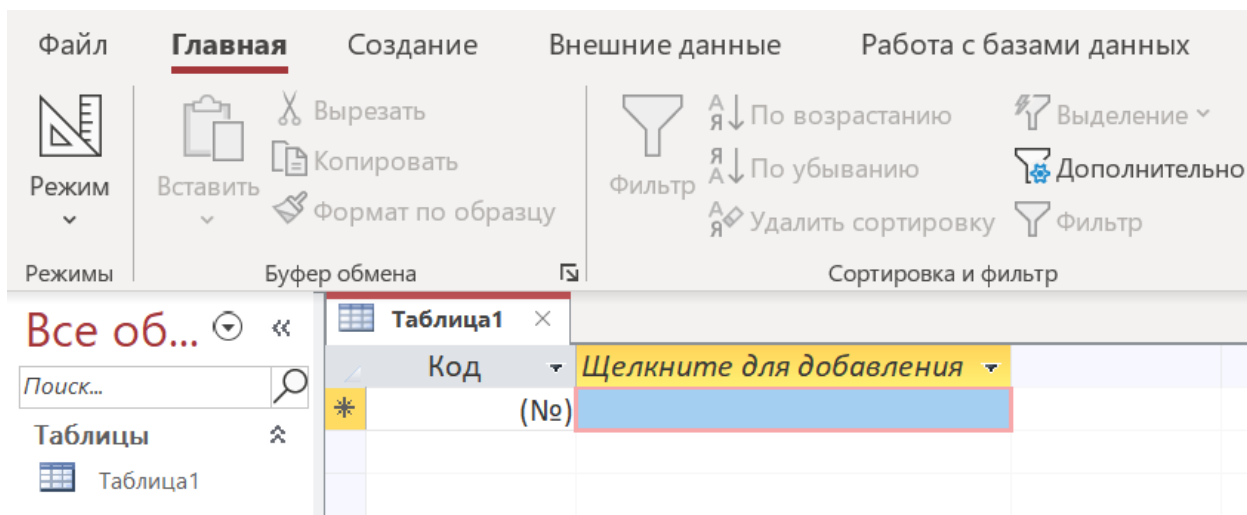 Файл Главная Создание Внешние данные Работа с базами данных
Режим
Вставить
Вырезать
Копировать
Формат по образцу
Фильтр
По возрастанию
По убыванию
Удалить сортировку
Выделение
Дополнительно
Фильтр
Режимы Буфер обмена Сортировка и фильтр
Все об...
Поиск...
Таблицы
Таблица1
Таблица1
Код Щелкните для добавления
(№)